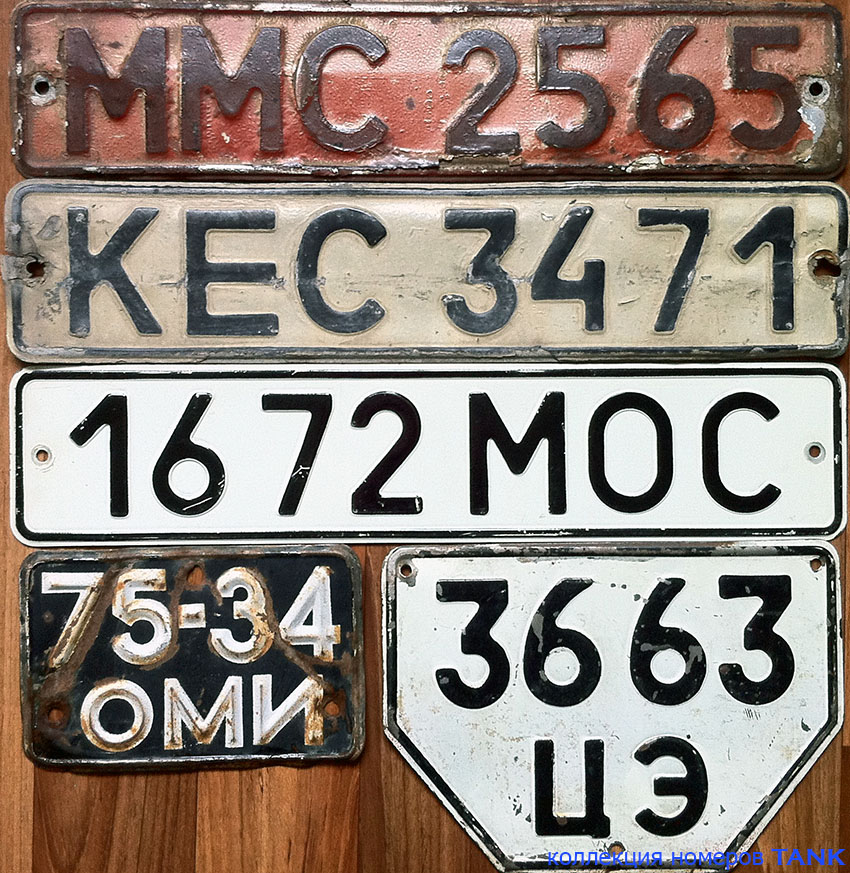 ММС 2565
КЕС 3471
1672 МОС
75-34
ОМИ
3663
ЦЭ
коллекция номеров TANK